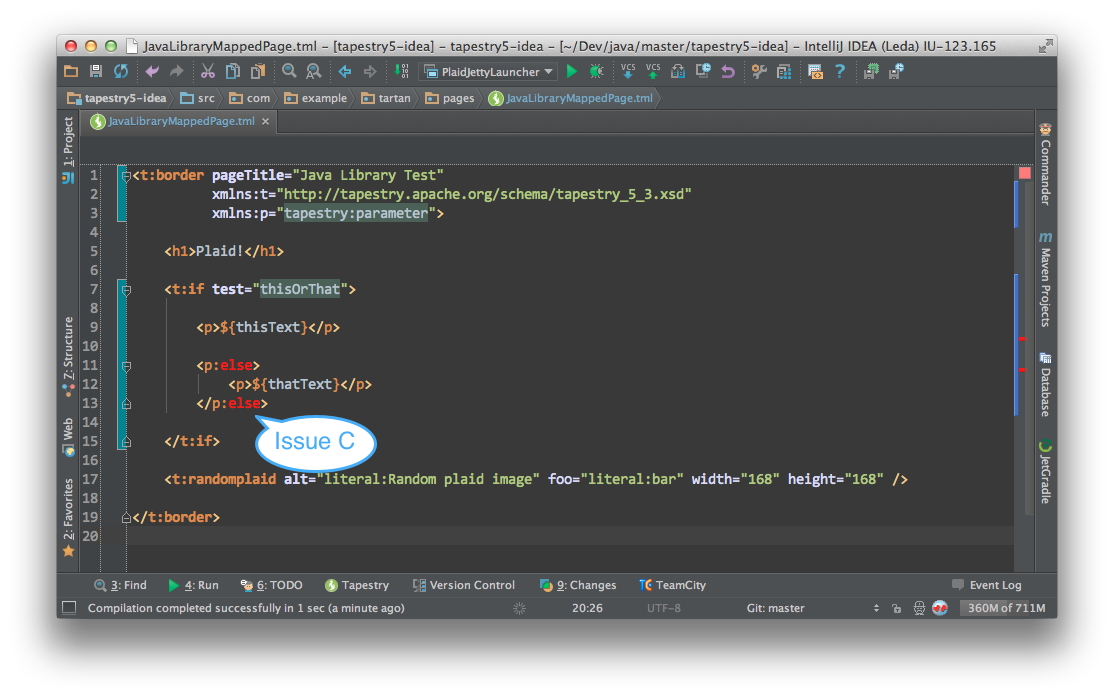 JavaLibraryMappedPage.tml - [tapestry5-idea] - tapestry5-idea - [~/Dev/java/master/tapestry5-idea] - IntelliJ IDEA (Leda) IU-123.165
PlaidJettyLauncher VCS VCS ?
tapestry5-idea src com example tartan pages JavaLibraryMappedPage.tml
JavaLibraryMappedPage.tml ×
1: Project
Z: Structure
Web
2: Favorites
1 <t:border pageTitle="Java Library Test"
2 xmlns:t="http://tapestry.apache.org/schema/tapestry_5_3.xsd"
3 xmlns:p="tapestry:parameter">
4
5 <h1>Plaid!</h1>
6
7 <t:if test="thisOrThat">
8
9 <p>${thisText}</p>
10
11 <p:else>
12 <p>${thatText}</p>
13 </p:else>
14
Issue C
15 </t:if>
16
17 <t:randomplaid alt="literal:Random plaid image" foo="literal:bar" width="168" height="168" />
18
19 </t:border>
20
Commander
m Maven Projects
Database
JetGradle
3: Find 4: Run 6: TODO Tapestry Version Control 9: Changes TC TeamCity Event Log
Compilation completed successfully in 1 sec (a minute ago) 20:26 UTF-8 Git: master 360M of 711M